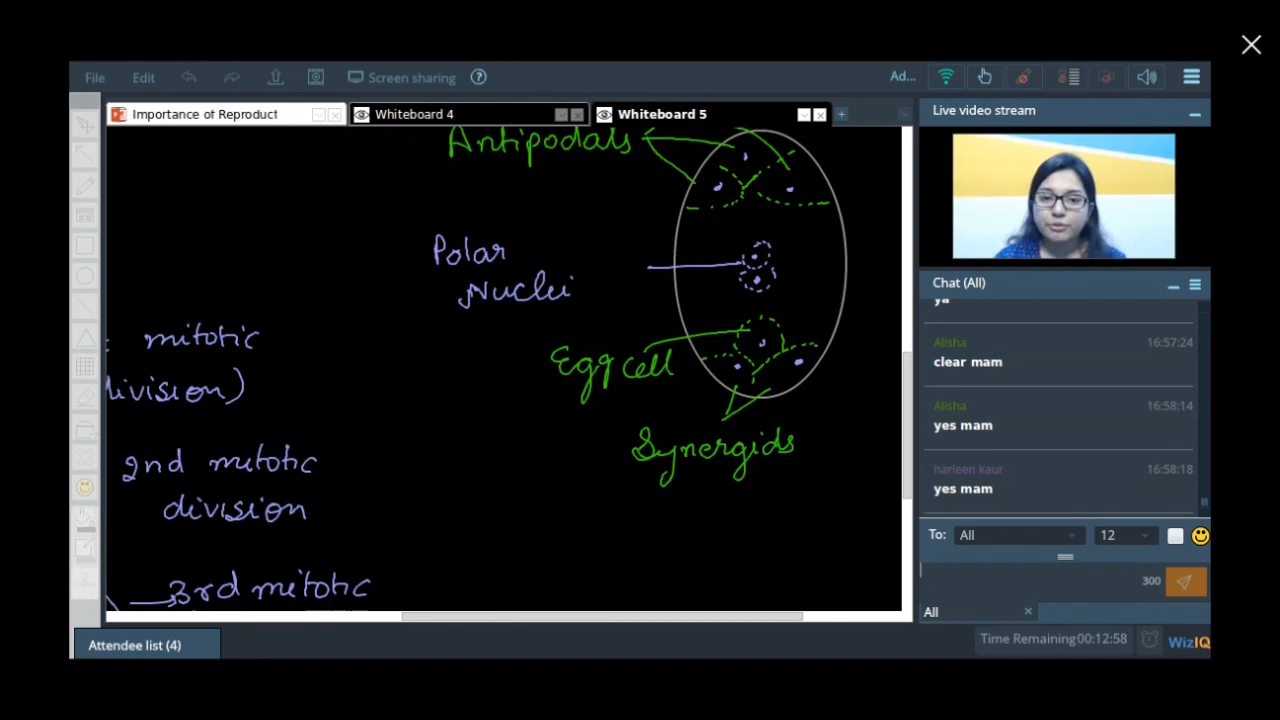 File Edit Screen sharing ? Ad...
Importance of Reproduct Whiteboard 4 Whiteboard 5
Antipodals
Polar
Nuclei
Egg cell
Synergids
: mitotic
division)
2nd mitotic
division
3rd mitotic
Attendee list (4)
Live video stream
Chat (All)
ya
Alisha 16:57:24
clear mam
Alisha 16:58:14
yes mam
harleen kaur 16:58:18
yes mam
To: All 12
300
All
Time Remaining 00:12:58 WizIQ